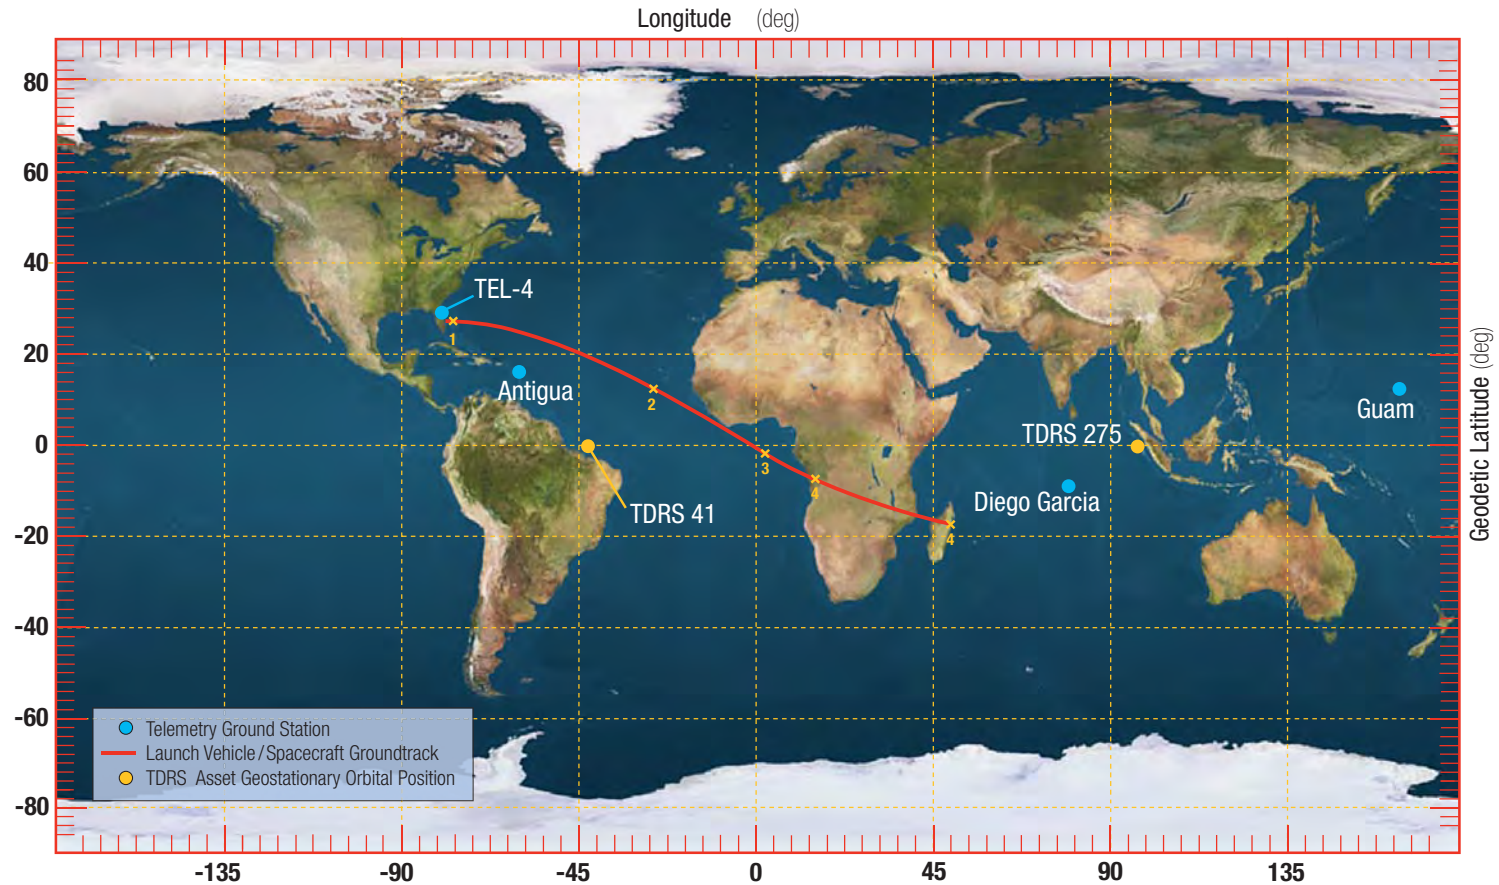 Longitude (deg)
80
60
40
20
0
-20
-40
-60
-80
TEL-4
1
Antigua
2
Guam
TDRS 275
3
4
Diego Garcia
TDRS 41
4
Geodetic Latitude (deg)
Telemetry Ground Station
Launch Vehicle/Spacecraft Groundtrack
TDRS Asset Geostationary Orbital Position
-135 -90 -45 0 45 90 135